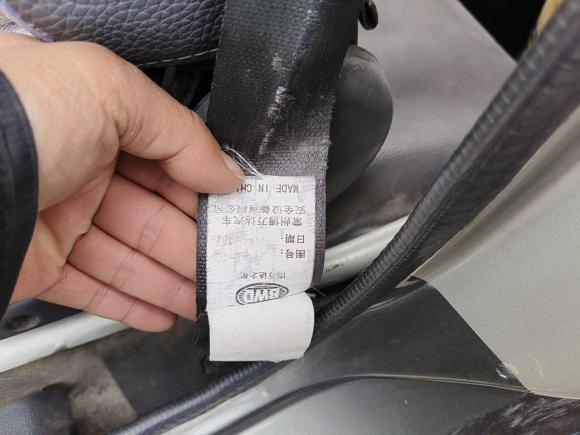 BWD
图号:
日期:
常州博万达汽车
安全设备有限公司
MADE IN CH